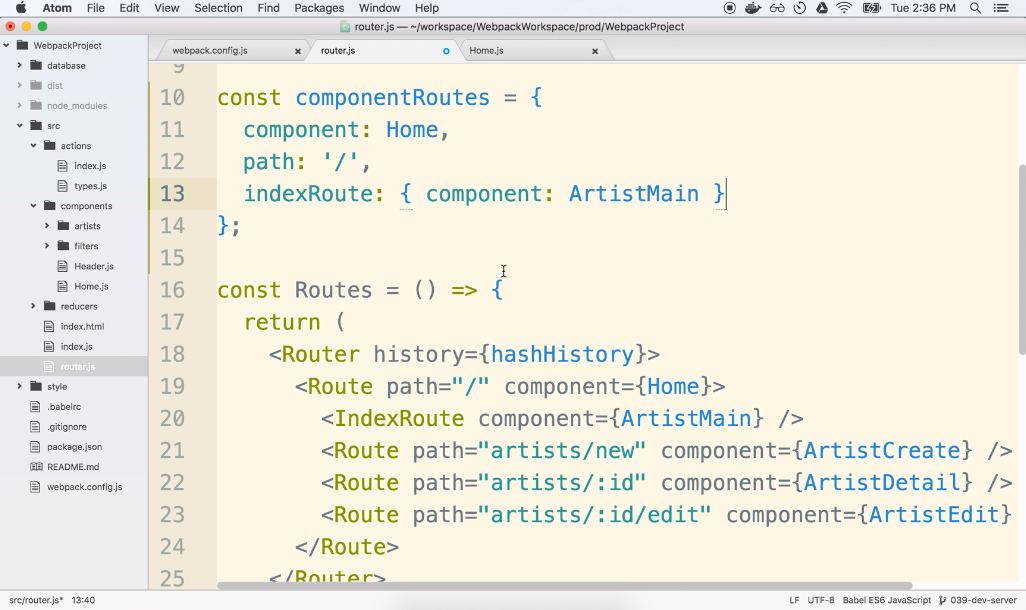 Atom File Edit View Selection Find Packages Window Help Tue 2:36 PM
router.js — ~/workspace/WebpackWorkspace/prod/WebpackProject
WebpackProject
database
dist
node_modules
src
actions
index.js
types.js
components
artists
filters
Header.js
Home.js
reducers
index.html
index.js
router.js
style
.babelrc
.gitignore
package.json
README.md
webpack.config.js
webpack.config.js router.js Home.js
9
10 const componentRoutes = {
11 component: Home,
12 path: '/',
13 indexRoute: { component: ArtistMain }
14 };
15
16 const Routes = () => {
17 return (
18 <Router history={hashHistory}>
19 <Route path="/" component={Home}>
20 <IndexRoute component={ArtistMain} />
21 <Route path="artists/new" component={ArtistCreate} />
22 <Route path="artists/:id" component={ArtistDetail} />
23 <Route path="artists/:id/edit" component={ArtistEdit}
24 </Route>
25 </Router>
src/router.js* 13:40 LF UTF-8 Babel ES6 JavaScript 039-dev-server